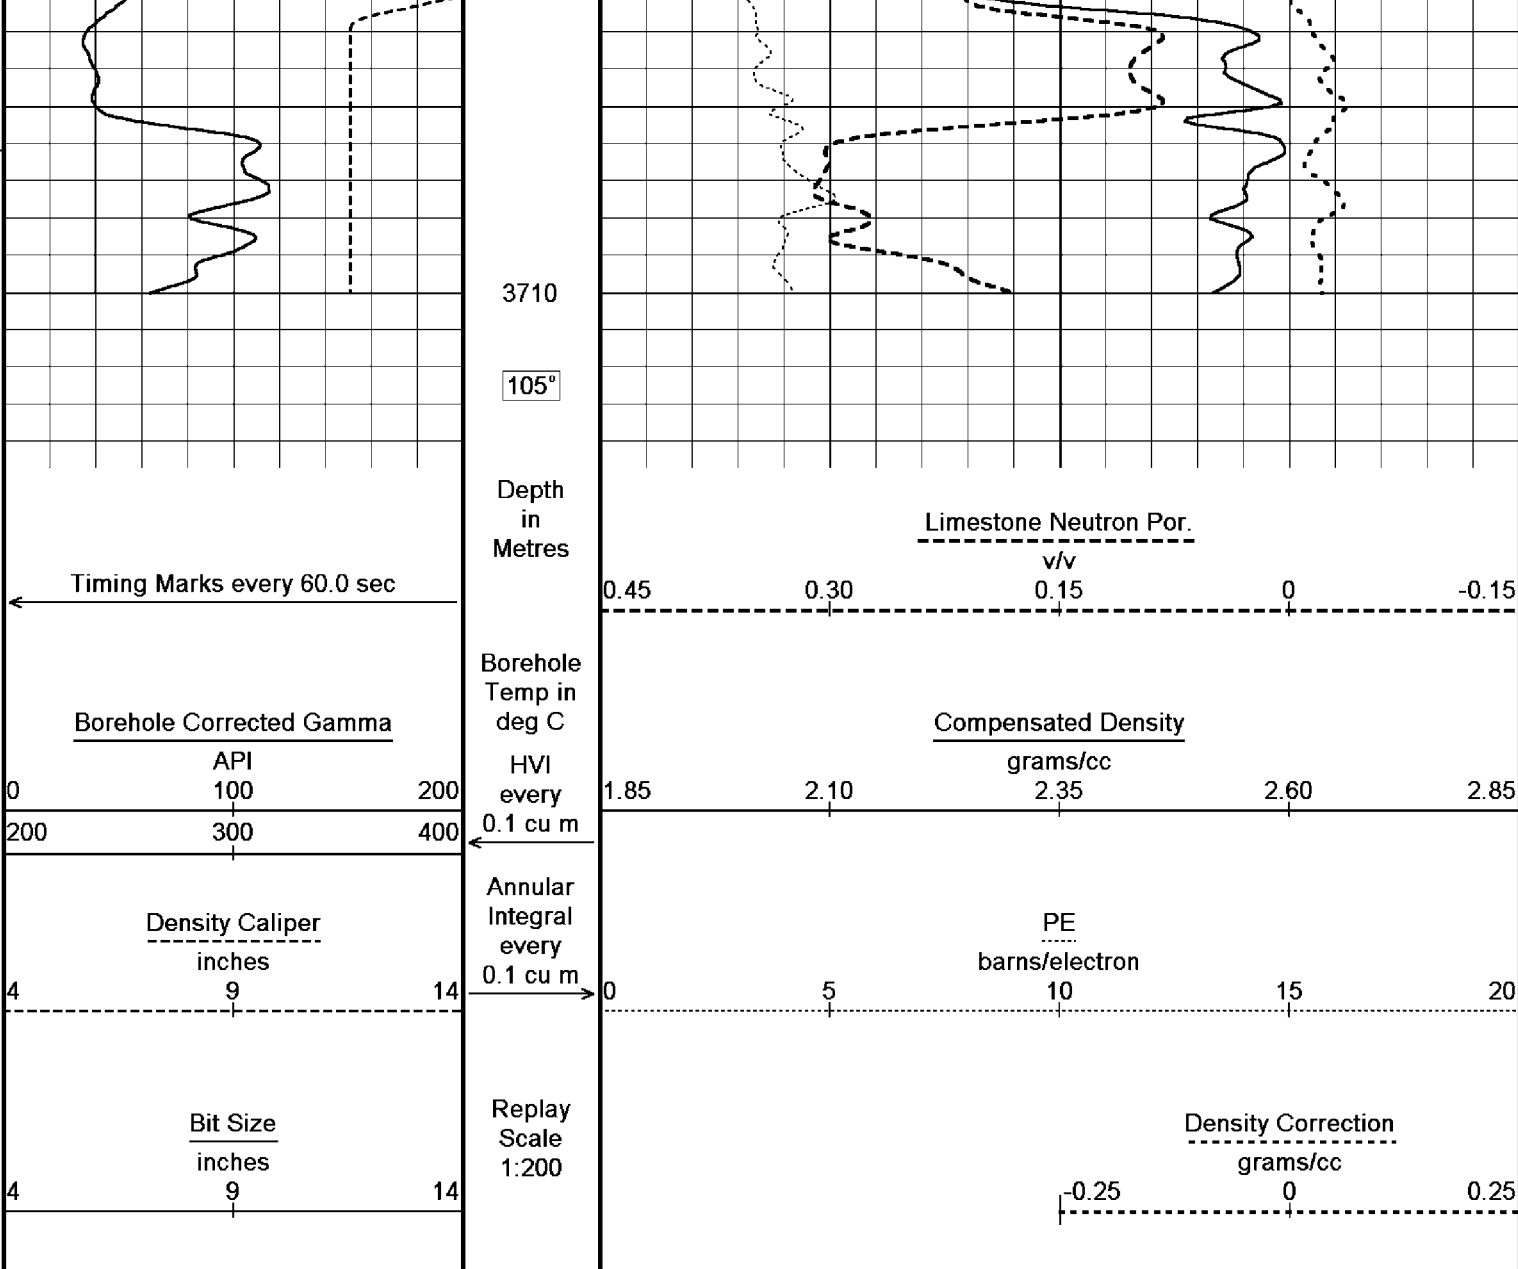 3710
105°
Depth
in
Metres
Limestone Neutron Por.
v/v
0.45 0.30 0.15 0 -0.15
Timing Marks every 60.0 sec
Borehole
Temp in
deg C
Borehole Corrected Gamma
API
0 100 200
200 300 400
HVI
every
0.1 cu m
Compensated Density
grams/cc
1.85 2.10 2.35 2.60 2.85
Annular
Integral
every
0.1 cu m
Density Caliper
inches
4 9 14
PE
barns/electron
0 5 10 15 20
Replay
Scale
1:200
Bit Size
inches
4 9 14
Density Correction
grams/cc
-0.25 0 0.25